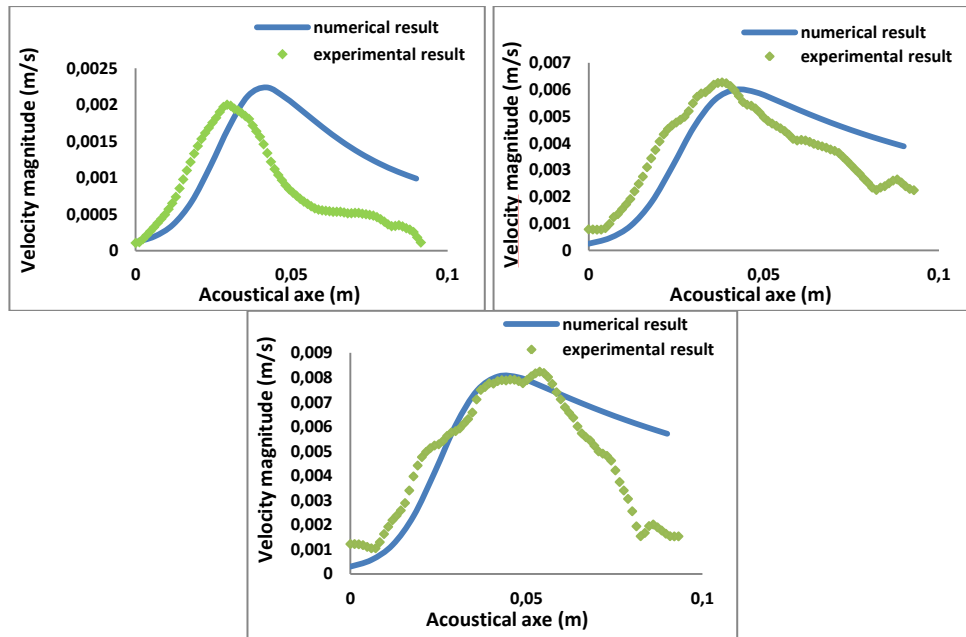 numerical result
experimental result
Velocity magnitude (m/s)
0,0025
0,002
0,0015
0,001
0,0005
0
0 0,05 0,1
Acoustical axe (m)
numerical result
experimental result
Velocity magnitude (m/s)
0,007
0,006
0,005
0,004
0,003
0,002
0,001
0
0 0,05 0,1
Acoustical axe (m)
numerical result
experimental result
Velocity magnitude (m/s)
0,009
0,008
0,007
0,006
0,005
0,004
0,003
0,002
0,001
0
0 0,05 0,1
Acoustical axe (m)